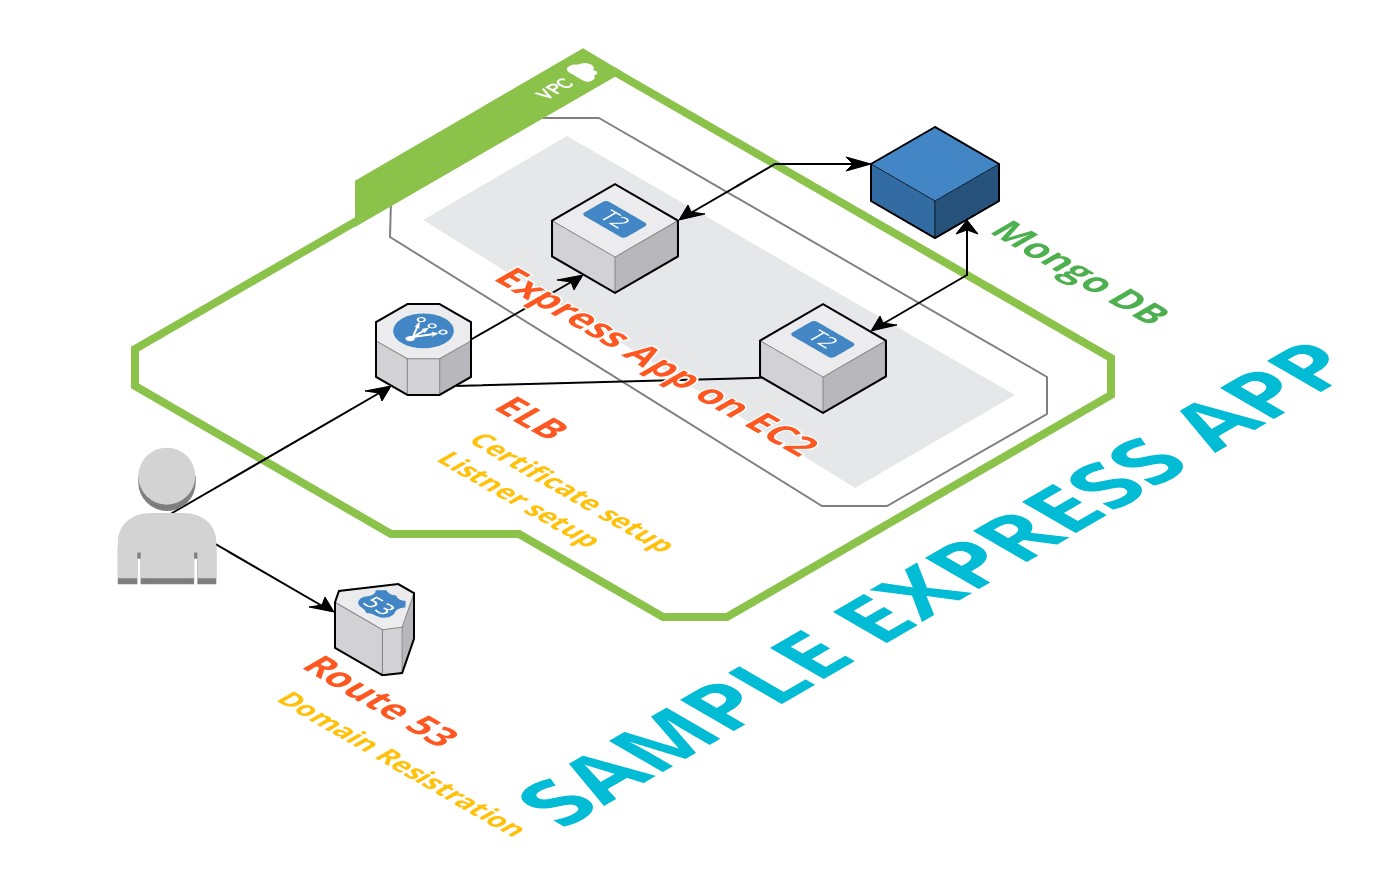 VPC
T2
T2
Mongo DB
Express App on EC2
ELB
Certificate setup
Listner setup
53
Route 53
Domain Resistration
SAMPLE EXPRESS APP